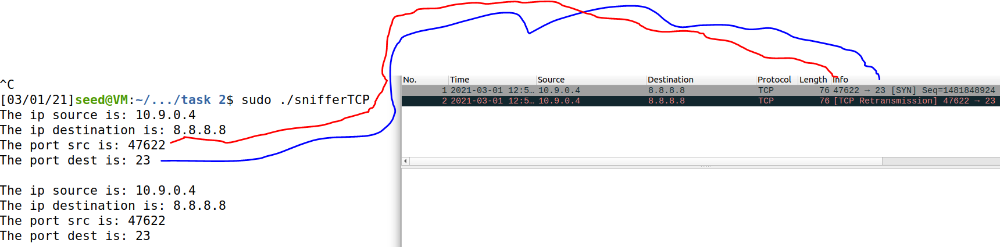 ^C
[03/01/21]seed@VM:~/.../task 2$ sudo ./snifferTCP
The ip source is: 10.9.0.4
The ip destination is: 8.8.8.8
The port src is: 47622
The port dest is: 23
The ip source is: 10.9.0.4
The ip destination is: 8.8.8.8
The port src is: 47622
The port dest is: 23
No. Time Source Destination Protocol Length Info
1 2021-03-01 12:5… 10.9.0.4 8.8.8.8 TCP 76 47622 → 23 [SYN] Seq=1481848924
2 2021-03-01 12:5… 10.9.0.4 8.8.8.8 TCP 76 [TCP Retransmission] 47622 → 23